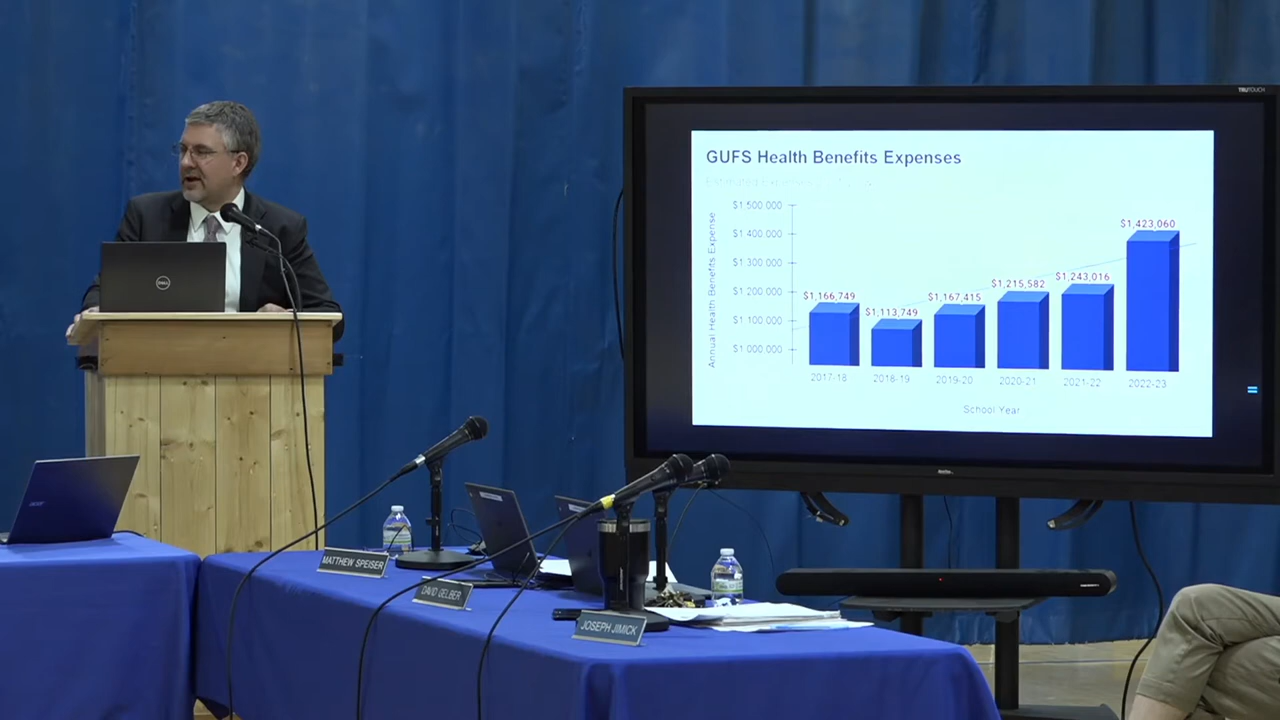 TRUTOUCH
GUFS Health Benefits Expenses
Annual Health Benefits Expense
$1 500 000
$1 400 000
$1 300 000
$1 200 000
$1 100 000
$1 000 000
$1,166,749
$1,113,749
$1,167,415
$1,215,582
$1,243,016
$1,423,060
2017-18
2018-19
2019-20
2020-21
2021-22
2022-23
School Year
DELL
acer
MATTHEW SPEISER
DAVID GELBER
JOSEPH JIMICK